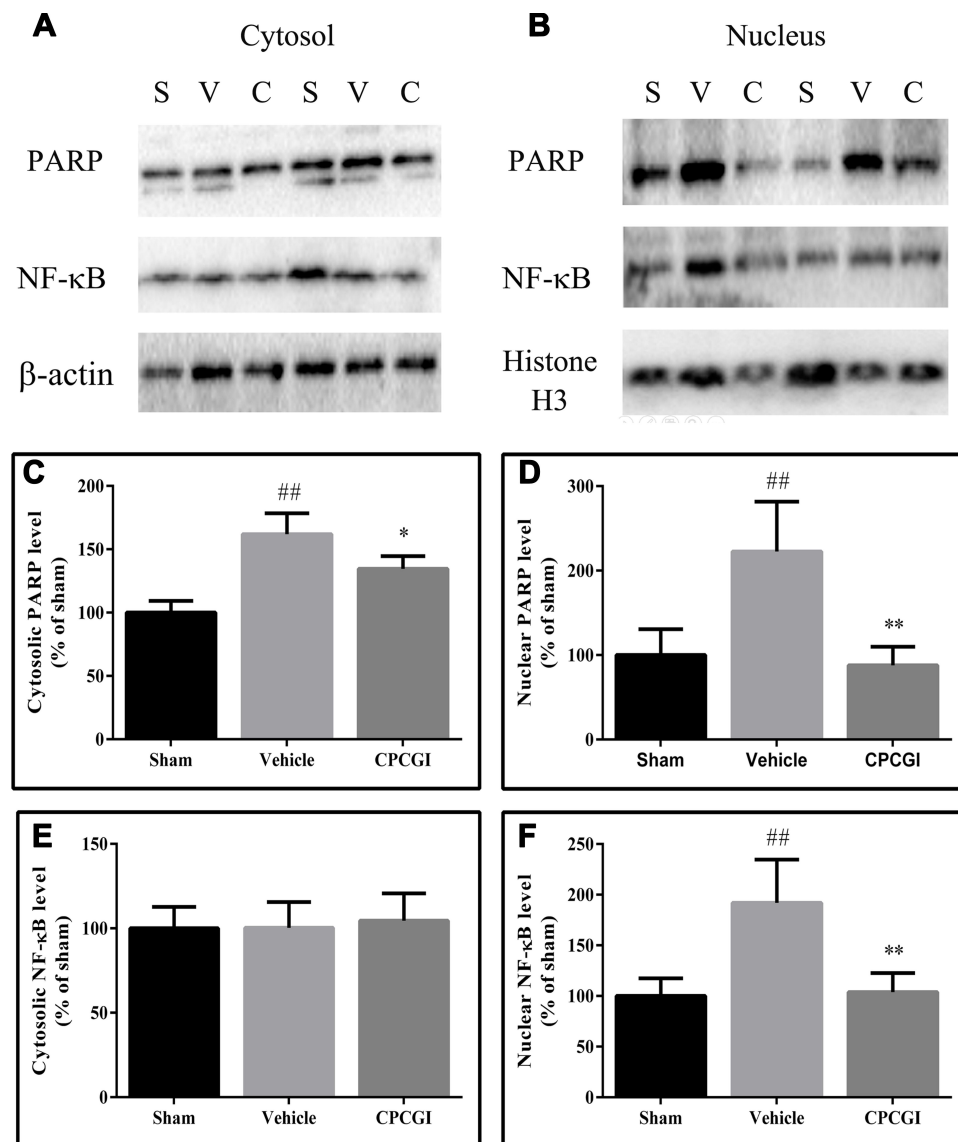 A
Cytosol
S V C S V C
PARP
NF-κB
β-actin
B
Nucleus
S V C S V C
PARP
NF-κB
Histone
H3
C
Cytosolic PARP level
(% of sham)
200
150
100
50
0
##
*
Sham Vehicle CPCGI
D
Nuclear PARP level
(% of sham)
300
200
100
0
##
**
Sham Vehicle CPCGI
E
Cytosolic NF-κB level
(% of sham)
150
100
50
0
Sham Vehicle CPCGI
F
Nuclear NF-κB level
(% of sham)
250
200
150
100
50
0
##
**
Sham Vehicle CPCGI